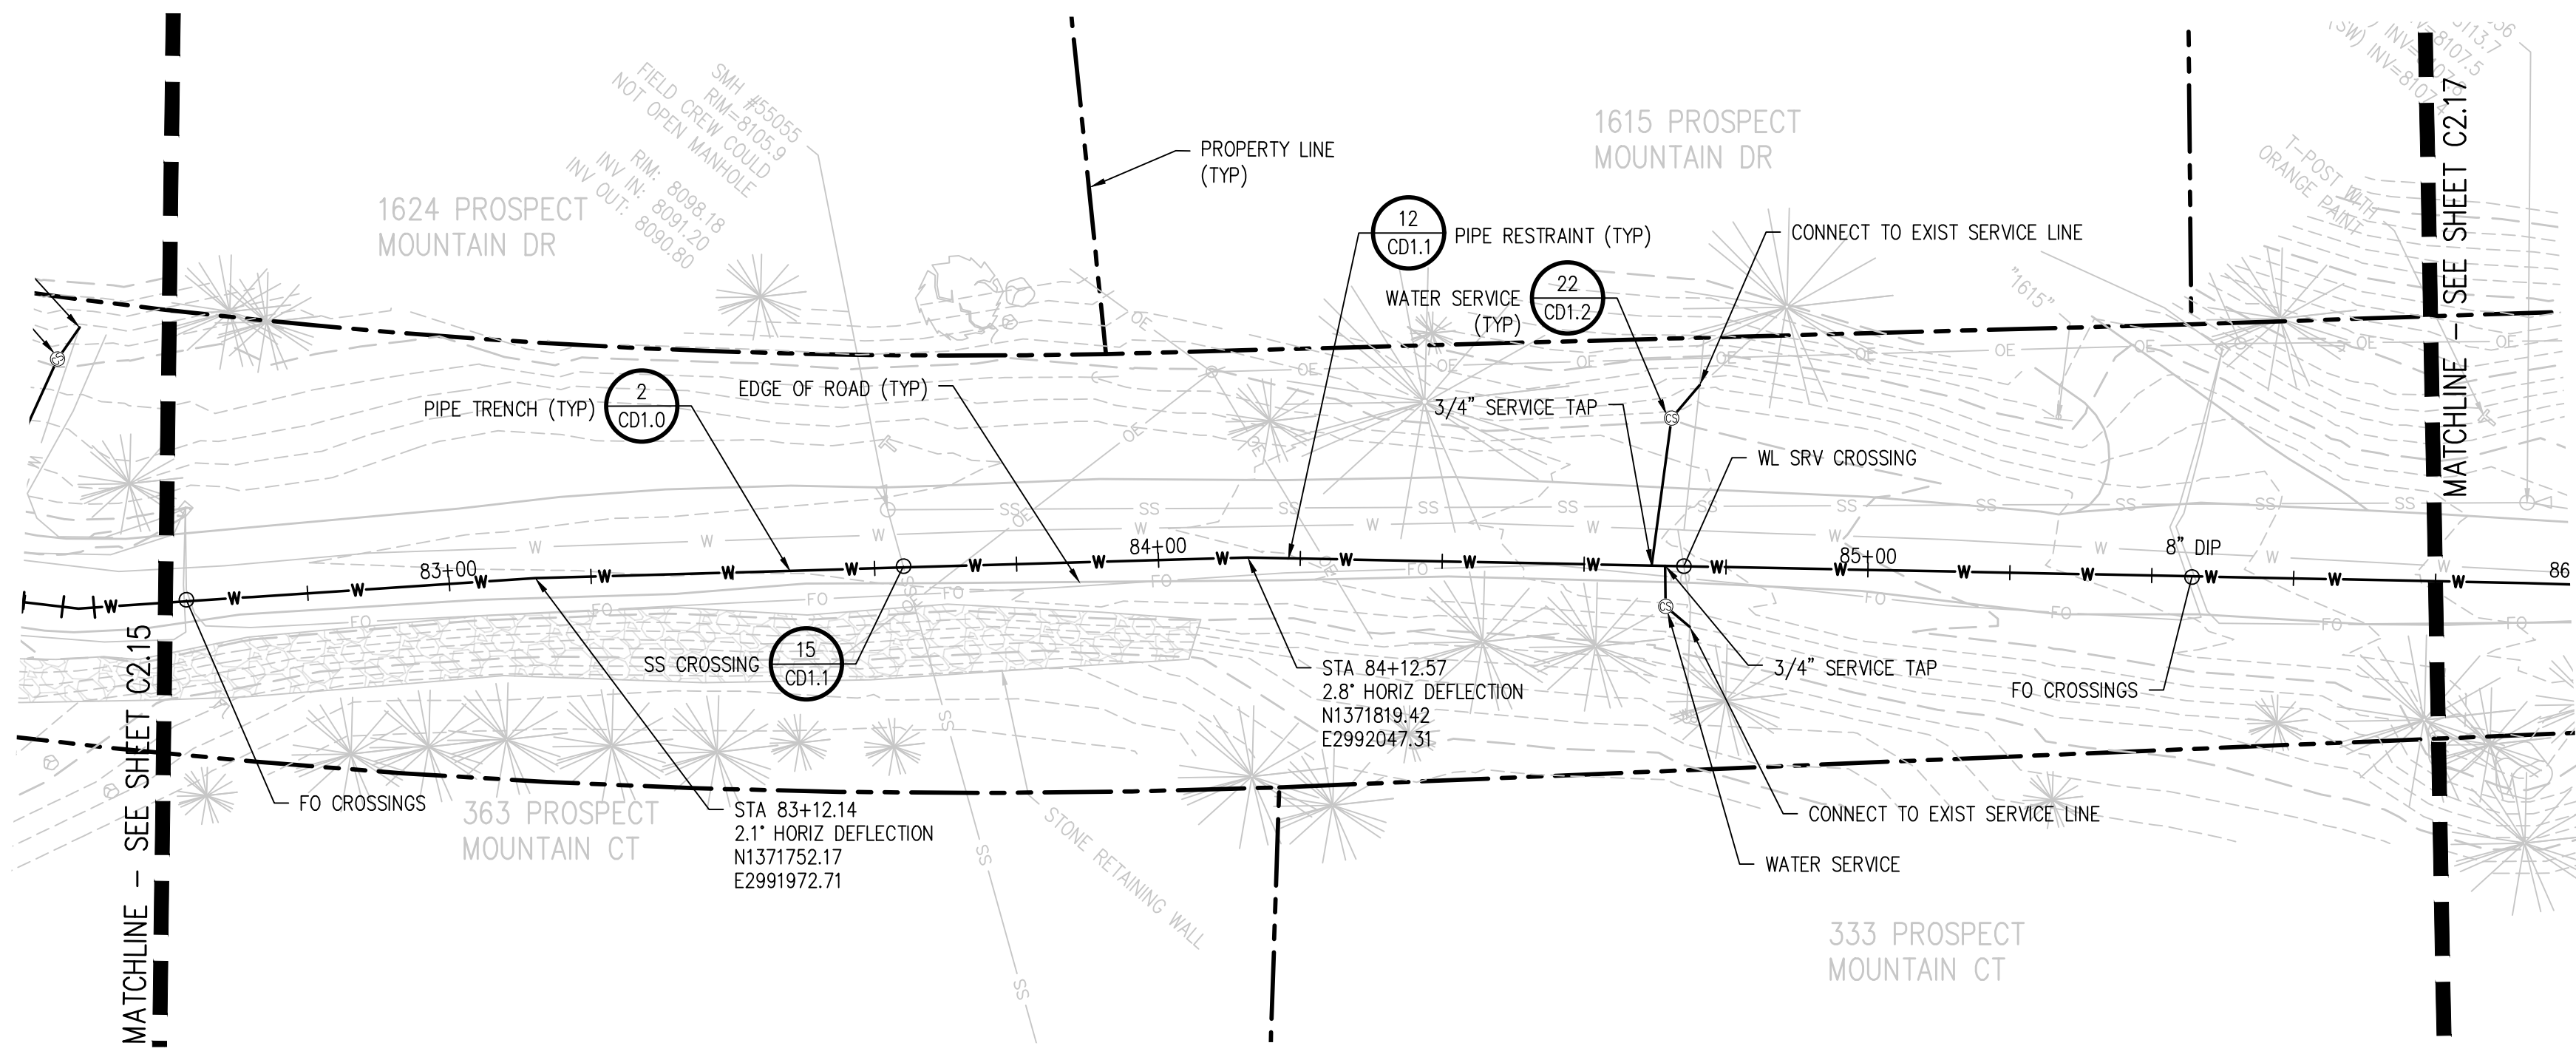 MATCHLINE - SEE SHEET C2.15
1624 PROSPECT
MOUNTAIN DR
SMH #55055
RIM=8105.9
FIELD CREW COULD
NOT OPEN MANHOLE
RIM: 8098.18
INV IN: 8091.20
INV OUT: 8090.80
PROPERTY LINE
(TYP)
1615 PROSPECT
MOUNTAIN DR
12
CD1.1
PIPE RESTRAINT (TYP)
CONNECT TO EXIST SERVICE LINE
WATER SERVICE
(TYP)
22
CD1.2
T-POST WITH
ORANGE PAINT
"1615"
(SW) INV=8107.4
MATCHLINE - SEE SHEET C2.17
PIPE TRENCH (TYP)
2
CD1.0
EDGE OF ROAD (TYP)
3/4" SERVICE TAP
WL SRV CROSSING
83+00
84+00
85+00
8" DIP
86
SS CROSSING
15
CD1.1
STA 84+12.57
2.8° HORIZ DEFLECTION
N1371819.42
E2992047.31
3/4" SERVICE TAP
FO CROSSINGS
FO CROSSINGS
363 PROSPECT
MOUNTAIN CT
STA 83+12.14
2.1° HORIZ DEFLECTION
N1371752.17
E2991972.71
STONE RETAINING WALL
CONNECT TO EXIST SERVICE LINE
WATER SERVICE
333 PROSPECT
MOUNTAIN CT